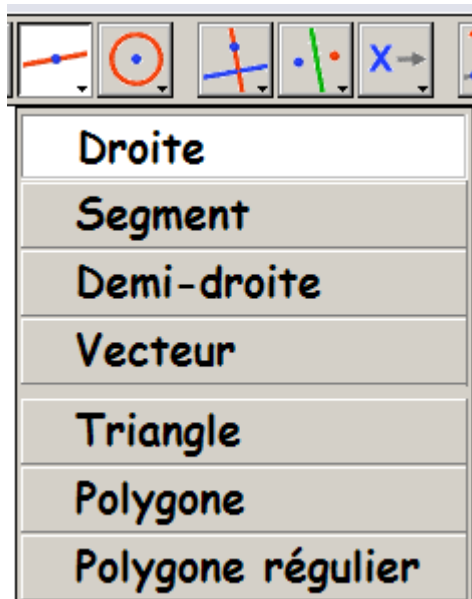 X
Droite
Segment
Demi-droite
Vecteur
Triangle
Polygone
Polygone régulier